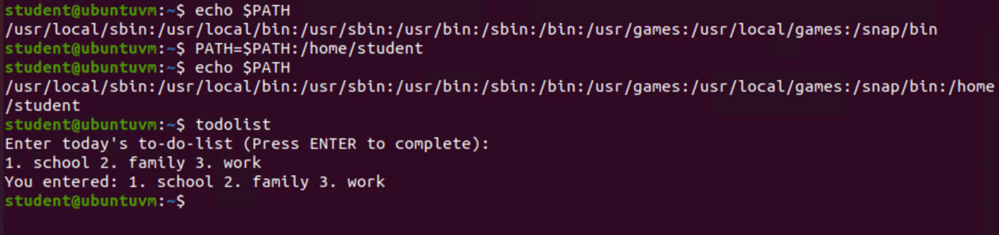 student@ubuntuvm:~$ echo $PATH
/usr/local/sbin:/usr/local/bin:/usr/sbin:/usr/bin:/sbin:/bin:/usr/games:/usr/local/games:/snap/bin
student@ubuntuvm:~$ PATH=$PATH:/home/student
student@ubuntuvm:~$ echo $PATH
/usr/local/sbin:/usr/local/bin:/usr/sbin:/usr/bin:/sbin:/bin:/usr/games:/usr/local/games:/snap/bin:/home
/student
student@ubuntuvm:~$ todolist
Enter today's to-do-list (Press ENTER to complete):
1. school 2. family 3. work
You entered: 1. school 2. family 3. work
student@ubuntuvm:~$